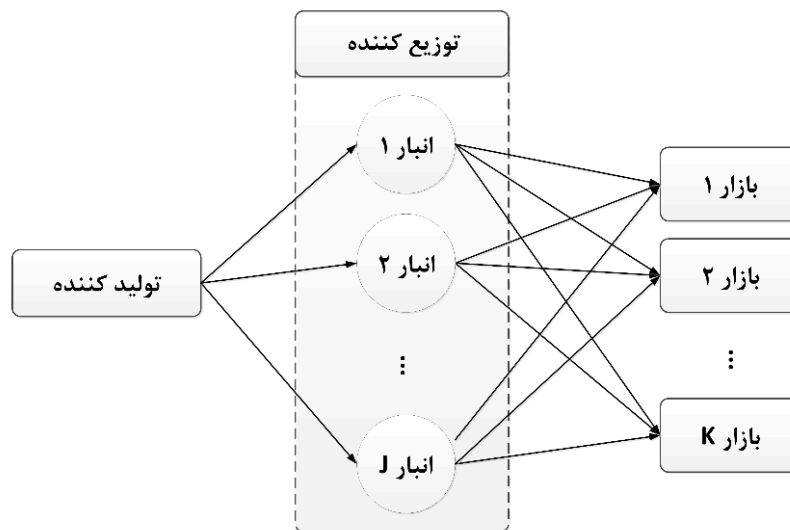 توزیع کننده
انبار ۱
بازار ۱
انبار ۲
بازار ۲
تولید کننده
⋮
⋮
انبار J
بازار K